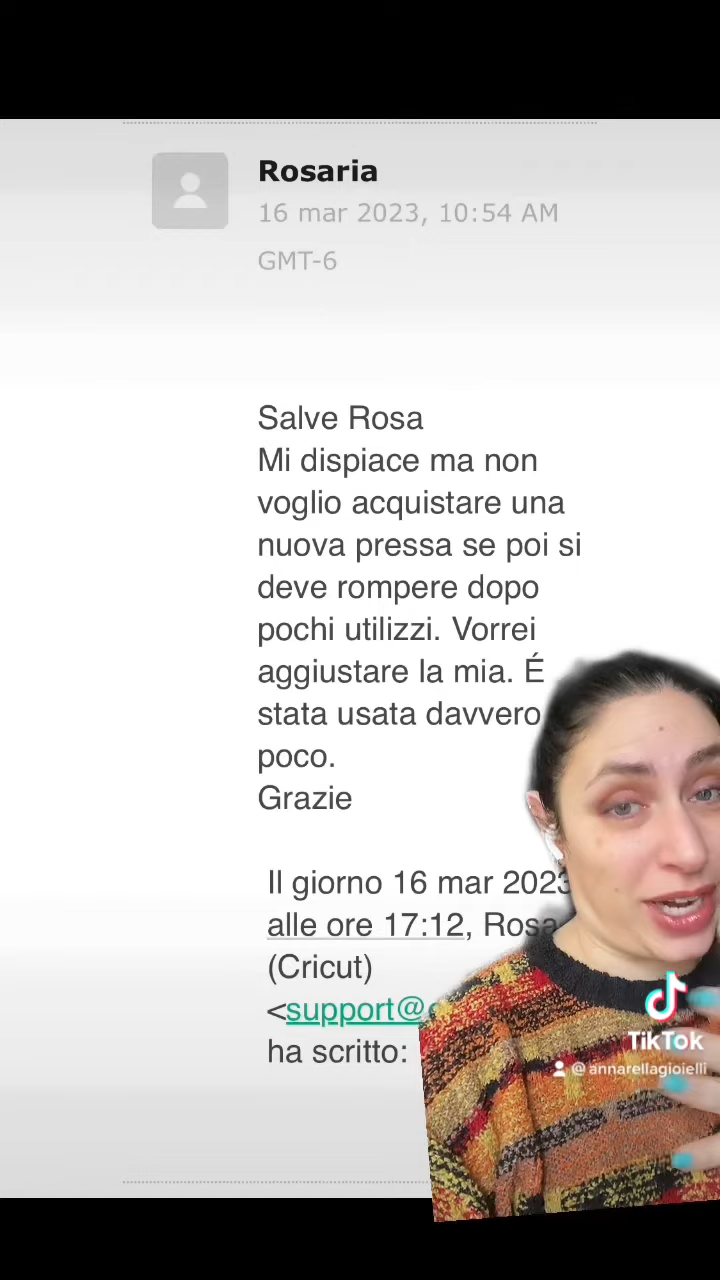 Rosaria
16 mar 2023, 10:54 AM
GMT-6
Salve Rosa
Mi dispiace ma non
voglio acquistare una
nuova pressa se poi si
deve rompere dopo
pochi utilizzi. Vorrei
aggiustare la mia. É
stata usata davvero
poco.
Grazie
Il giorno 16 mar 2023
alle ore 17:12, Rosa
(Cricut)
<support@
ha scritto:
TikTok
@annarellagioielli